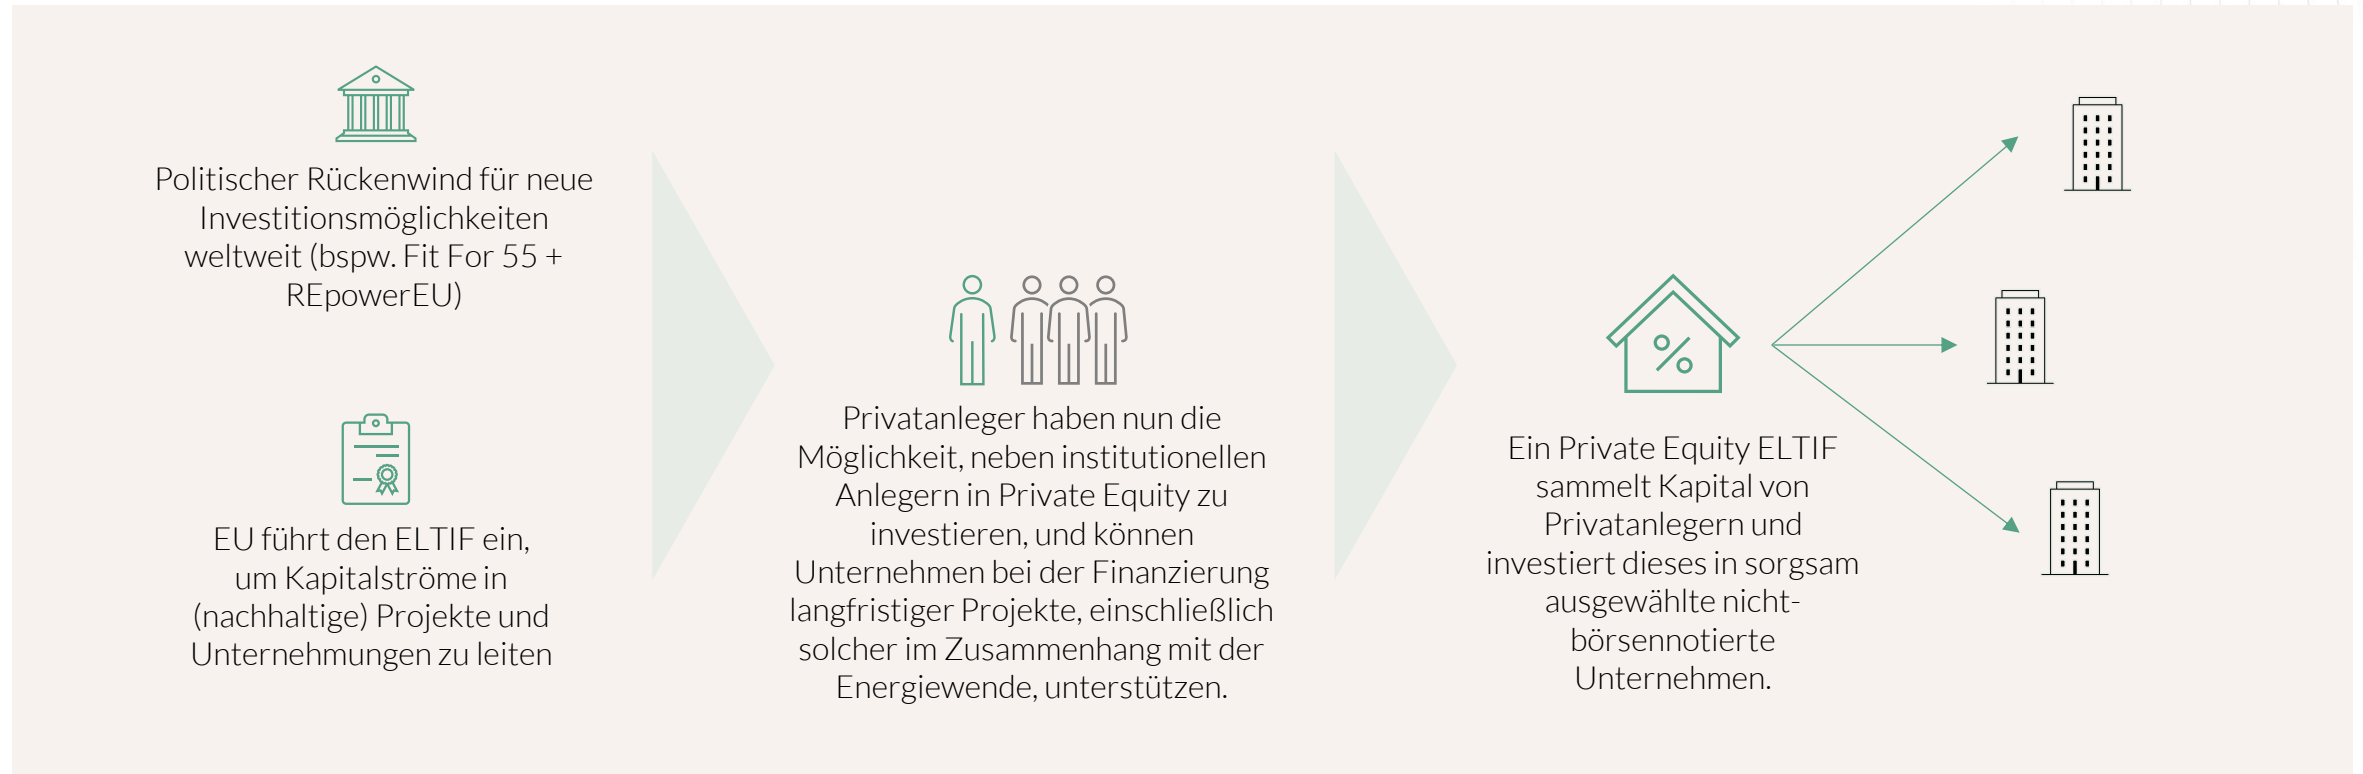 Politischer Rückenwind für neue
Investitionsmöglichkeiten
weltweit (bspw. Fit For 55 +
REpowerEU)
EU führt den ELTIF ein,
um Kapitalströme in
(nachhaltige) Projekte und
Unternehmungen zu leiten
Privatanleger haben nun die
Möglichkeit, neben institutionellen
Anlegern in Private Equity zu
investieren, und können
Unternehmen bei der Finanzierung
langfristiger Projekte, einschließlich
solcher im Zusammenhang mit der
Energiewende, unterstützen.
%
Ein Private Equity ELTIF
sammelt Kapital von
Privatanlegern und
investiert dieses in sorgsam
ausgewählte nicht-
börsennotierte
Unternehmen.